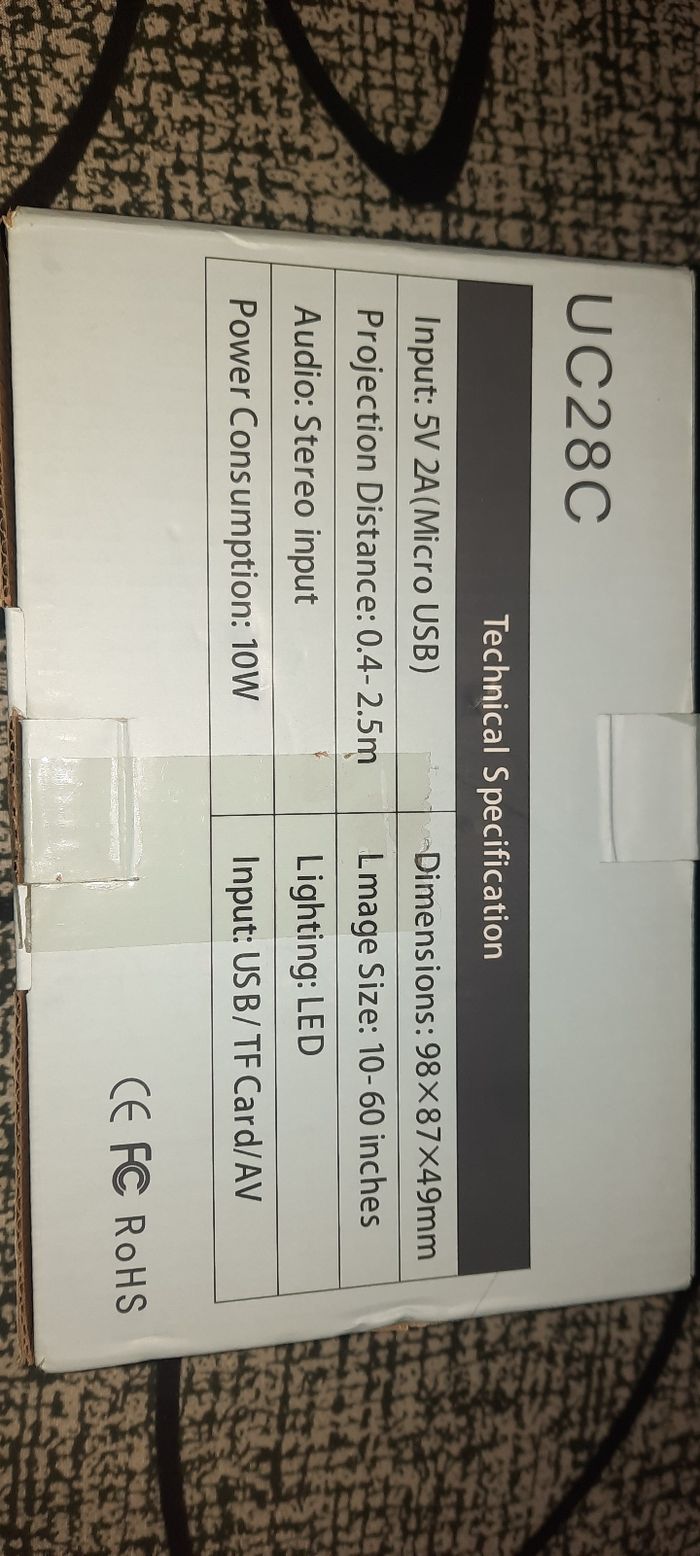 UC28C
Technical Specification
Input: 5V 2A(Micro USB) Dimensions: 98×87×49mm
Projection Distance: 0.4- 2.5m Lmage Size: 10- 60 inches
Audio: Stereo input Lighting: LED
Power Consumption: 10W Input: USB/TF Card/AV
CE FC RoHS